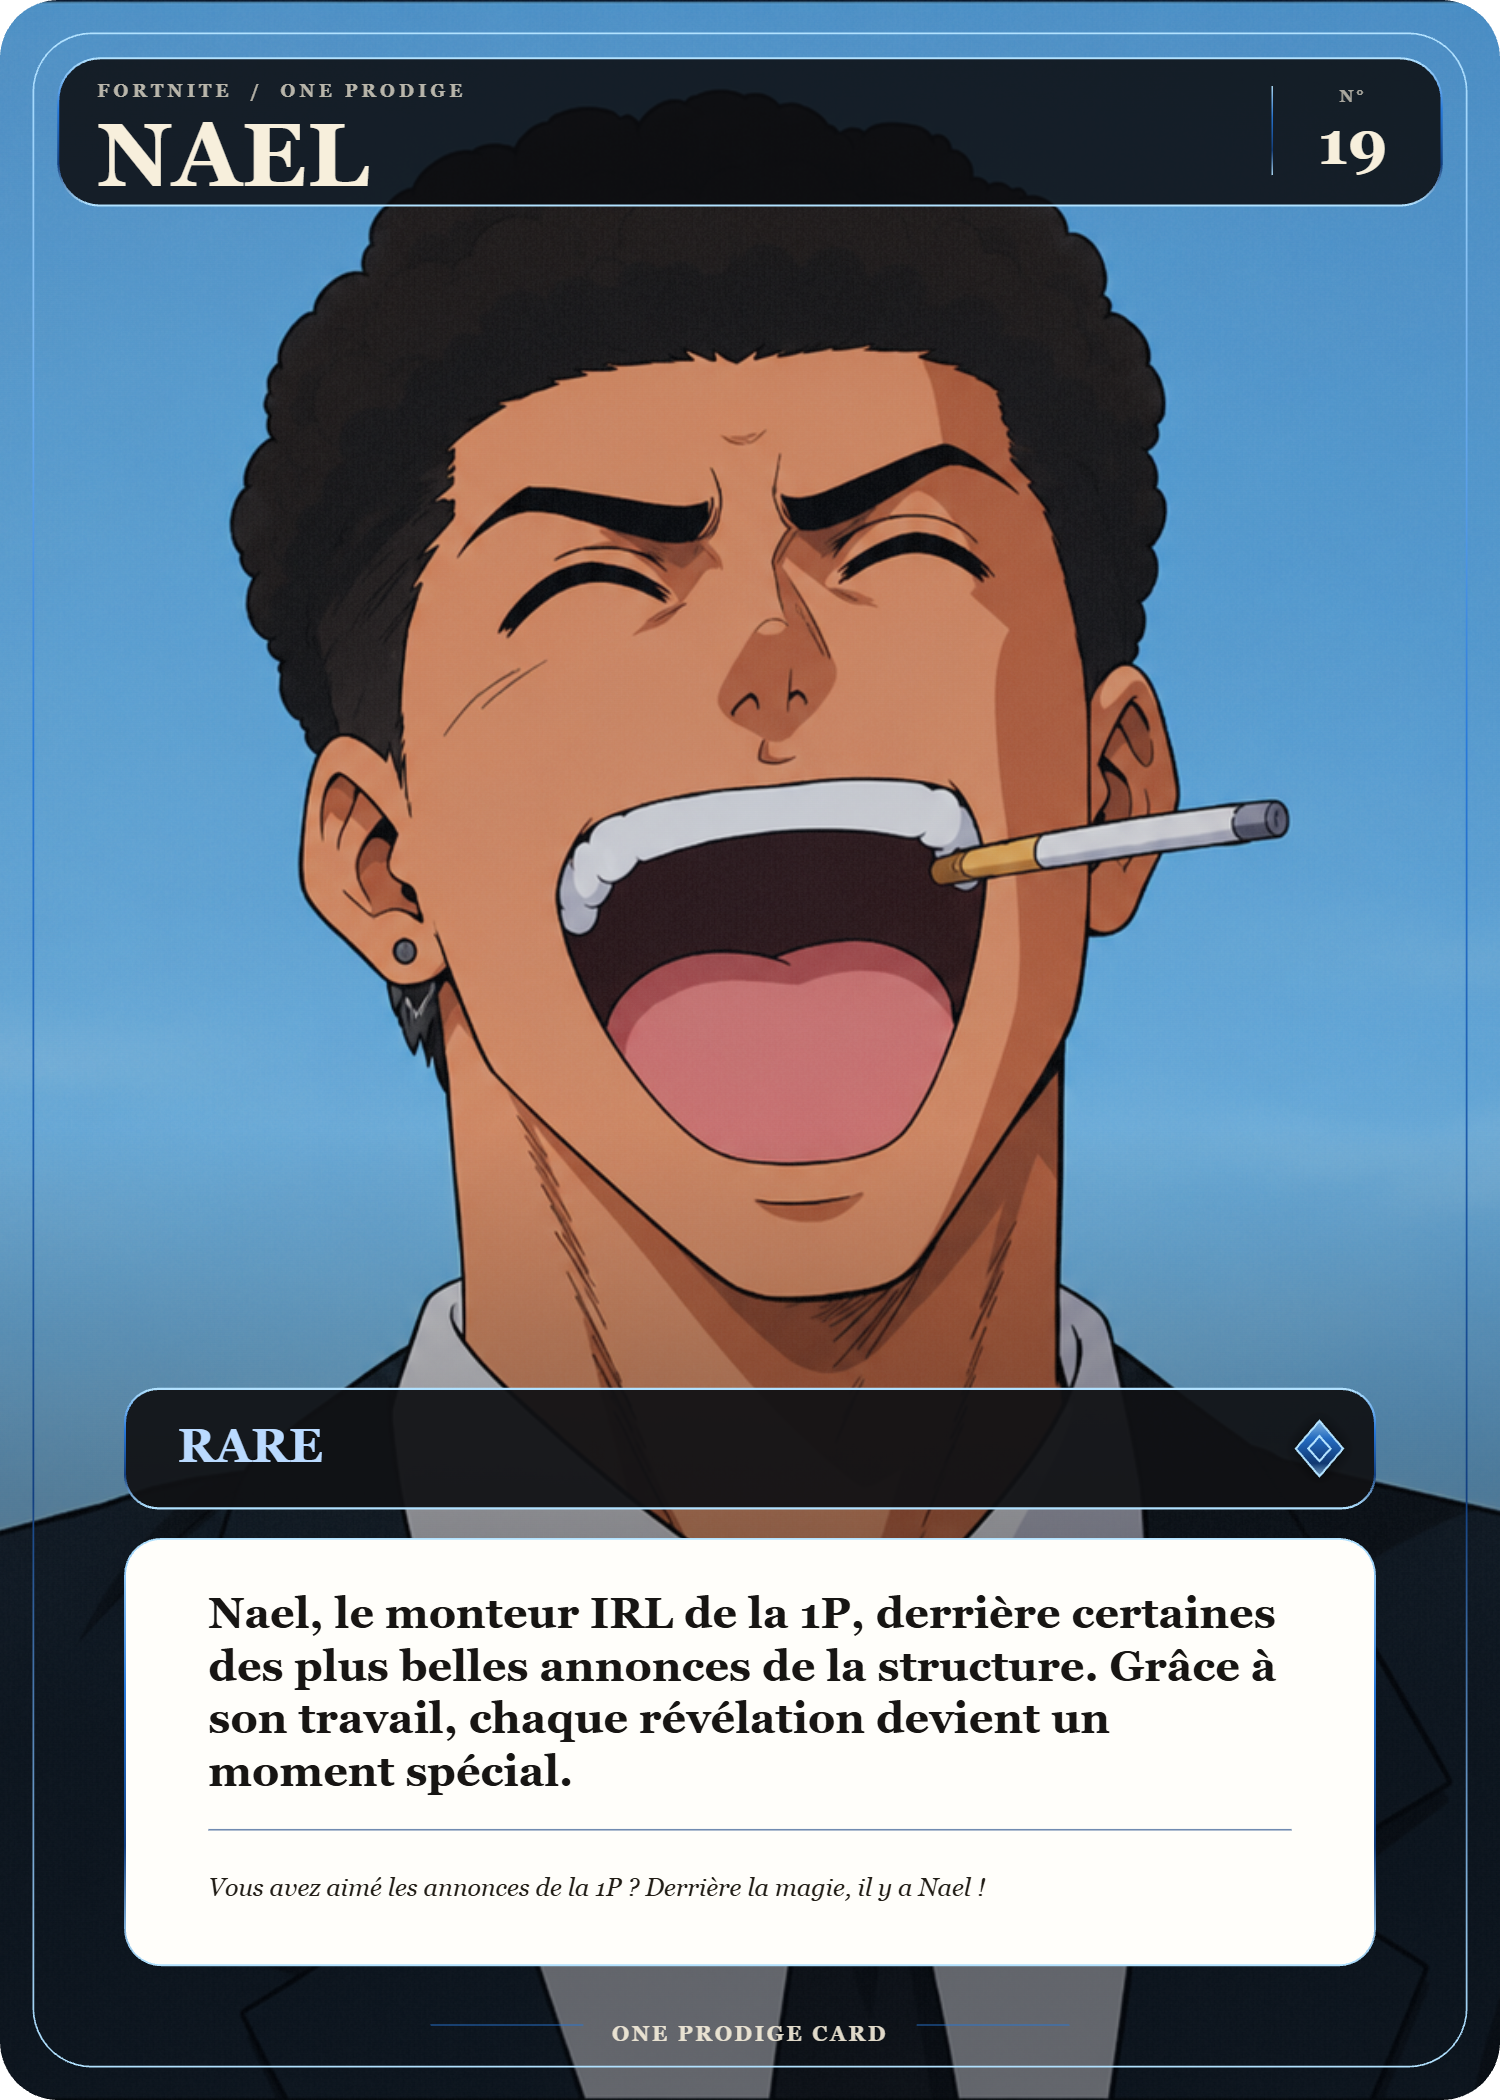 FORTNITE / ONE PRODIGE
NAEL
N°
19
RARE
Nael, le monteur IRL de la 1P, derrière certaines
des plus belles annonces de la structure. Grâce à
son travail, chaque révélation devient un
moment spécial.
Vous avez aimé les annonces de la 1P ? Derrière la magie, il y a Nael !
ONE PRODIGE CARD